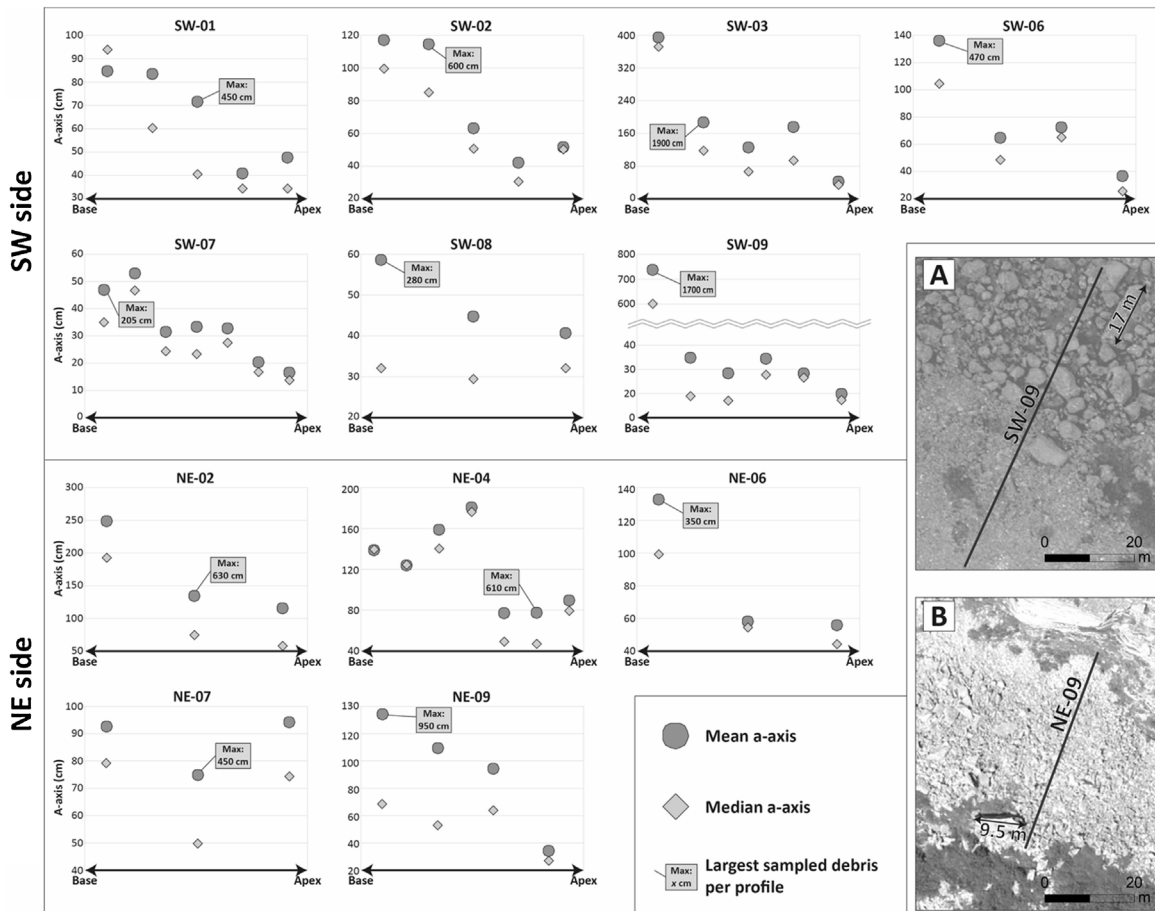 SW side
SW-01
A-axis (cm)
100
90
80
70
60
50
40
30
Max:
450 cm
Base
Apex
SW-02
120
100
80
60
40
20
Max:
600 cm
Base
Apex
SW-03
400
320
240
160
80
0
Max:
1900 cm
Base
Apex
SW-06
140
120
100
80
60
40
20
Max:
470 cm
Base
Apex
SW-07
A-axis (cm)
60
50
40
30
20
10
0
Max:
205 cm
Base
Apex
SW-08
60
50
40
30
20
Max:
280 cm
Base
Apex
SW-09
800
700
600
40
30
20
10
0
Max:
1700 cm
Base
Apex
A
17 m
SW-09
0 20
m
NE side
NE-02
A-axis (cm)
300
250
200
150
100
50
Max:
630 cm
Base
Apex
NE-04
200
160
120
80
40
Max:
610 cm
Base
Apex
NE-06
140
120
100
80
60
40
Max:
350 cm
Base
Apex
NE-07
A-axis (cm)
100
90
80
70
60
50
40
Max:
450 cm
Base
Apex
NE-09
130
120
100
80
60
40
20
Max:
950 cm
Base
Apex
Mean a-axis
Median a-axis
Max:
x cm
Largest sampled debris
per profile
B
NE-09
9.5 m
0 20
m